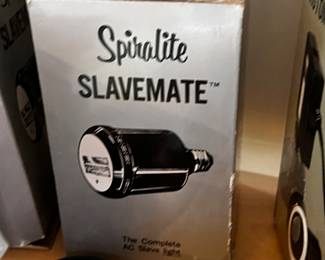 Spiralite
SLAVEMATE™
The Complete
AC Slave light